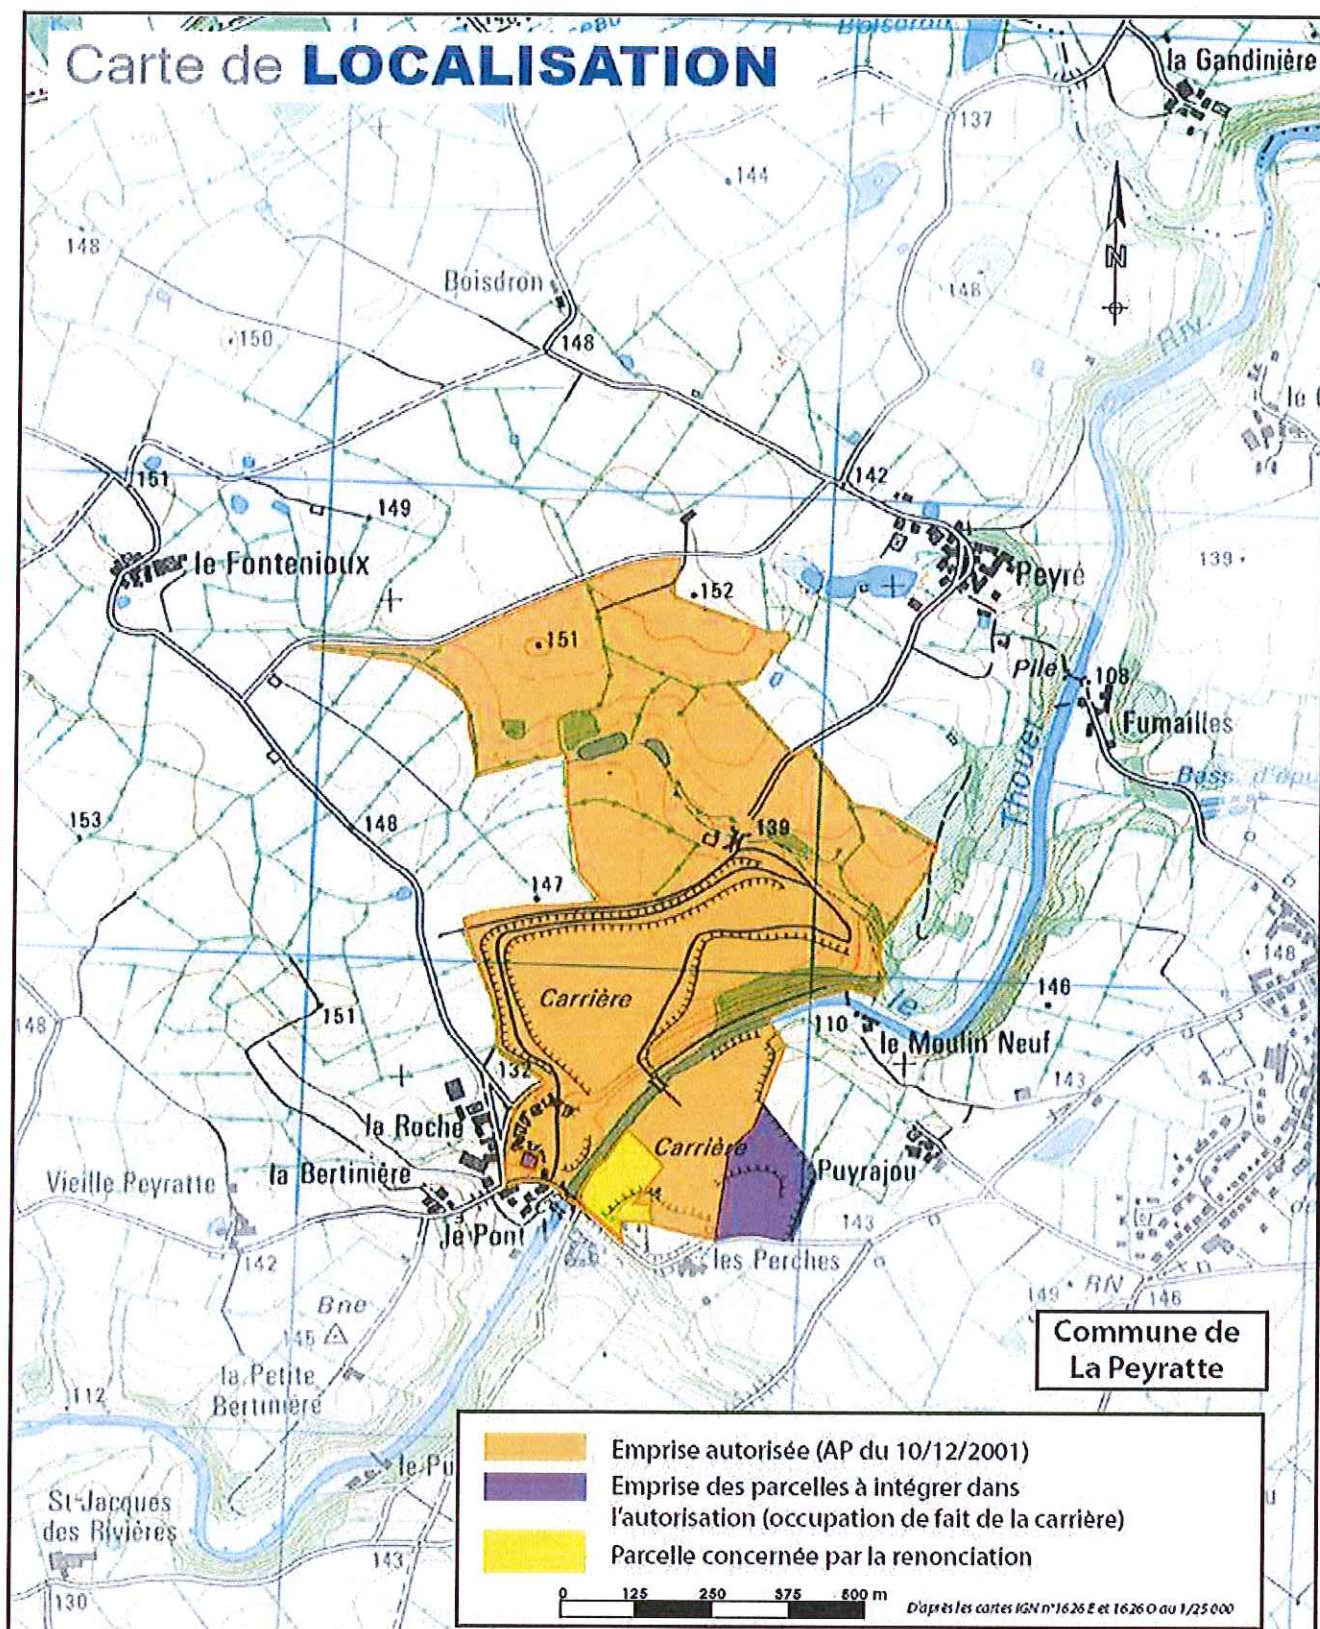 Carte de LOCALISATION
la Gandinière
137
144
148
Boisdron
148
N
Riv.
150
148
151
149
142
le Fontenioux
Peyré
139
152
151
Pile
108
Fumailles
Thouet
153
148
139
147
148
Carrière
151
le
146
148
110
le Moulin Neuf
132
143
la Roche
Carrière
la Bertinière
Puyrajou
Vieille Peyratte
le Pont
143
142
les Perches
Bne
145
149
RN
146
Commune de
La Peyratte
la Petite
Bertinière
112
St-Jacques
des Rivières
143
130
Emprise autorisée (AP du 10/12/2001)
Emprise des parcelles à intégrer dans
l'autorisation (occupation de fait de la carrière)
Parcelle concernée par la renonciation
0 125 250 375 500 m
D'après les cartes IGN n°1626 E et 1626 O au 1/25 000